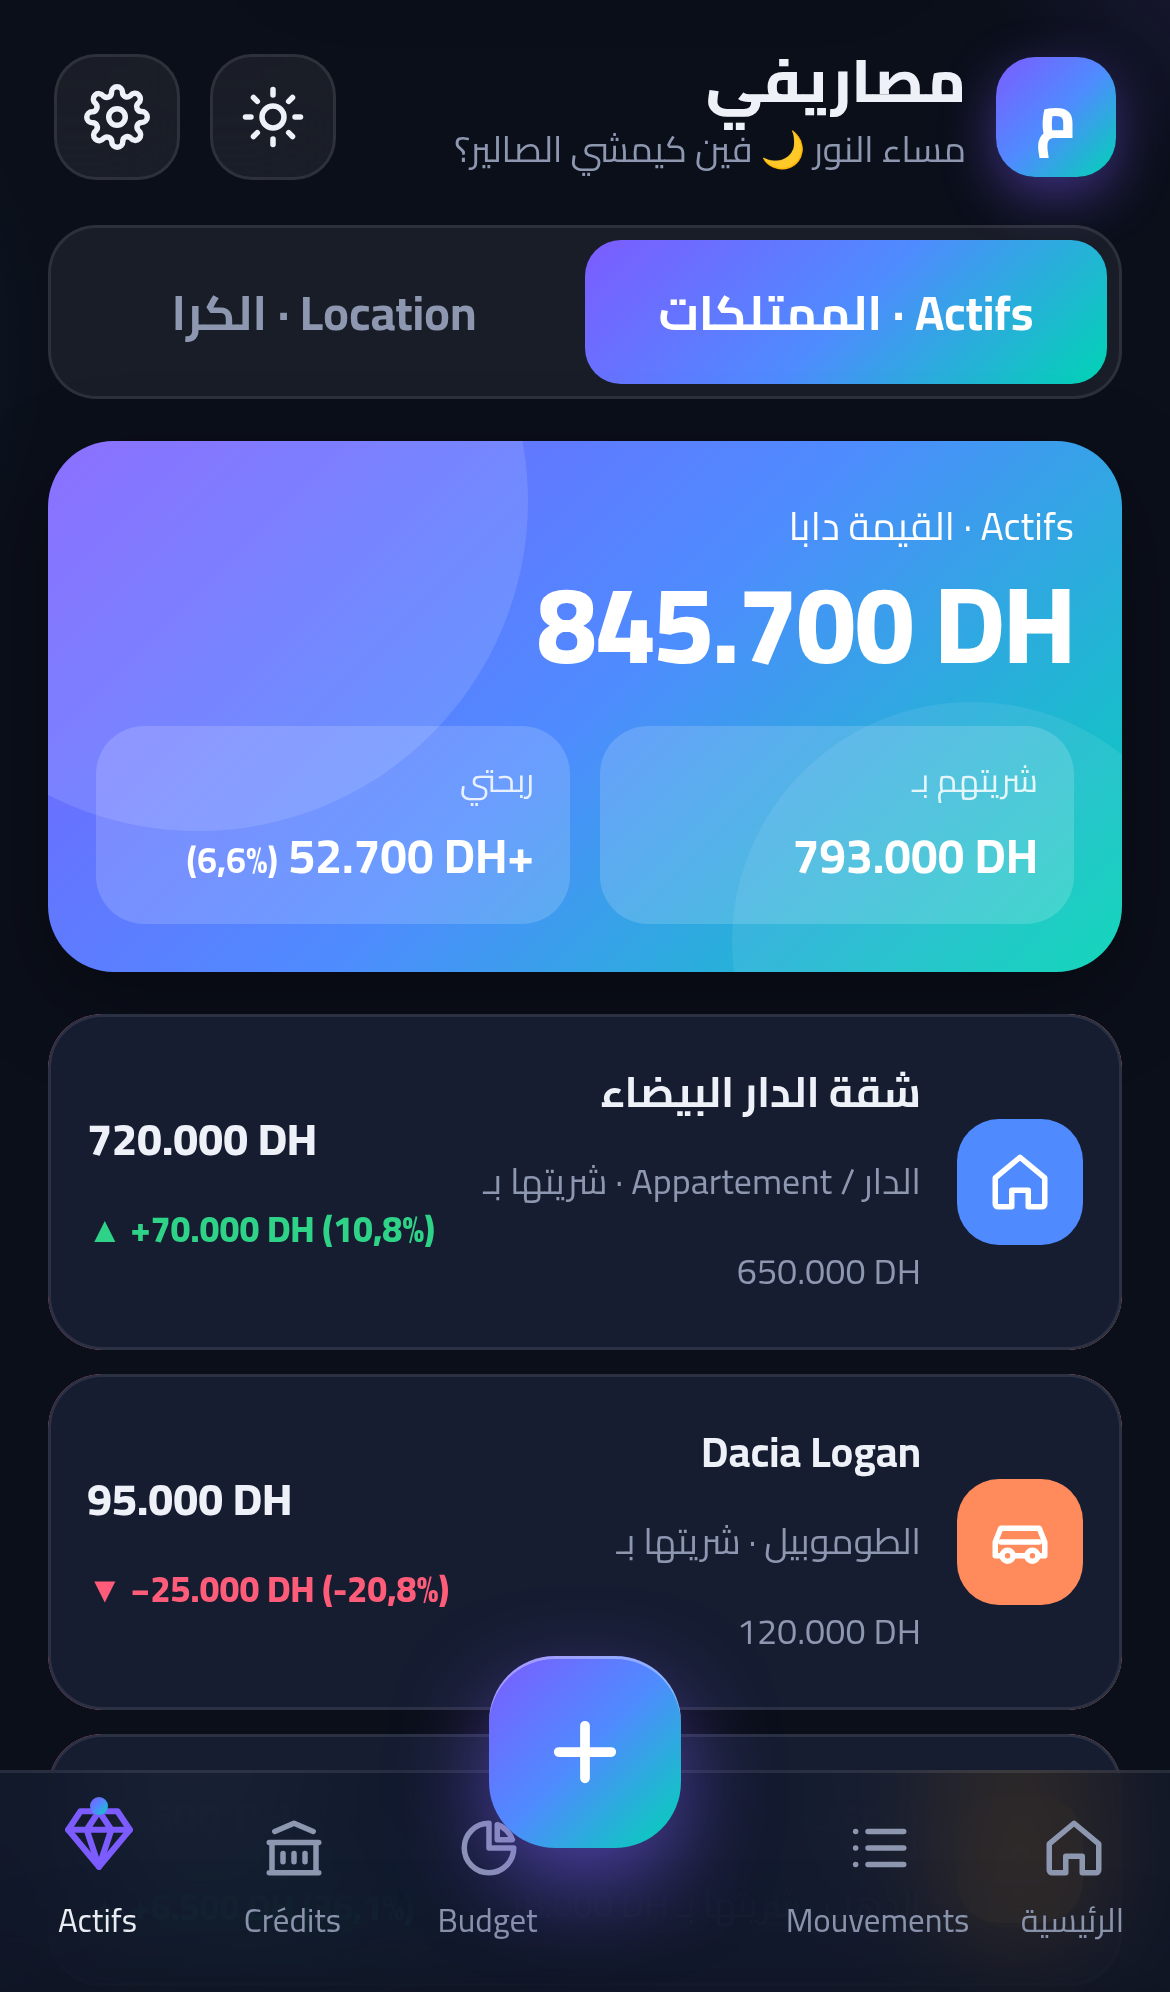 م
مصاريفي
مساء النور 🌙 فين كيمشي الصالير؟
Actifs · الممتلكات
Location · الكرا
Actifs · القيمة دابا
845.700 DH
شريتهم بـ
793.000 DH
ربحتي
+52.700 DH (6,6%)
شقة الدار البيضاء
الدار / Appartement · شريتها بـ
650.000 DH
720.000 DH
▲ +70.000 DH (10,8%)
Dacia Logan
الطوموبيل · شريتها بـ
120.000 DH
95.000 DH
▼ −25.000 DH (-20,8%)
الرئيسية
Mouvements
Budget
Crédits
Actifs